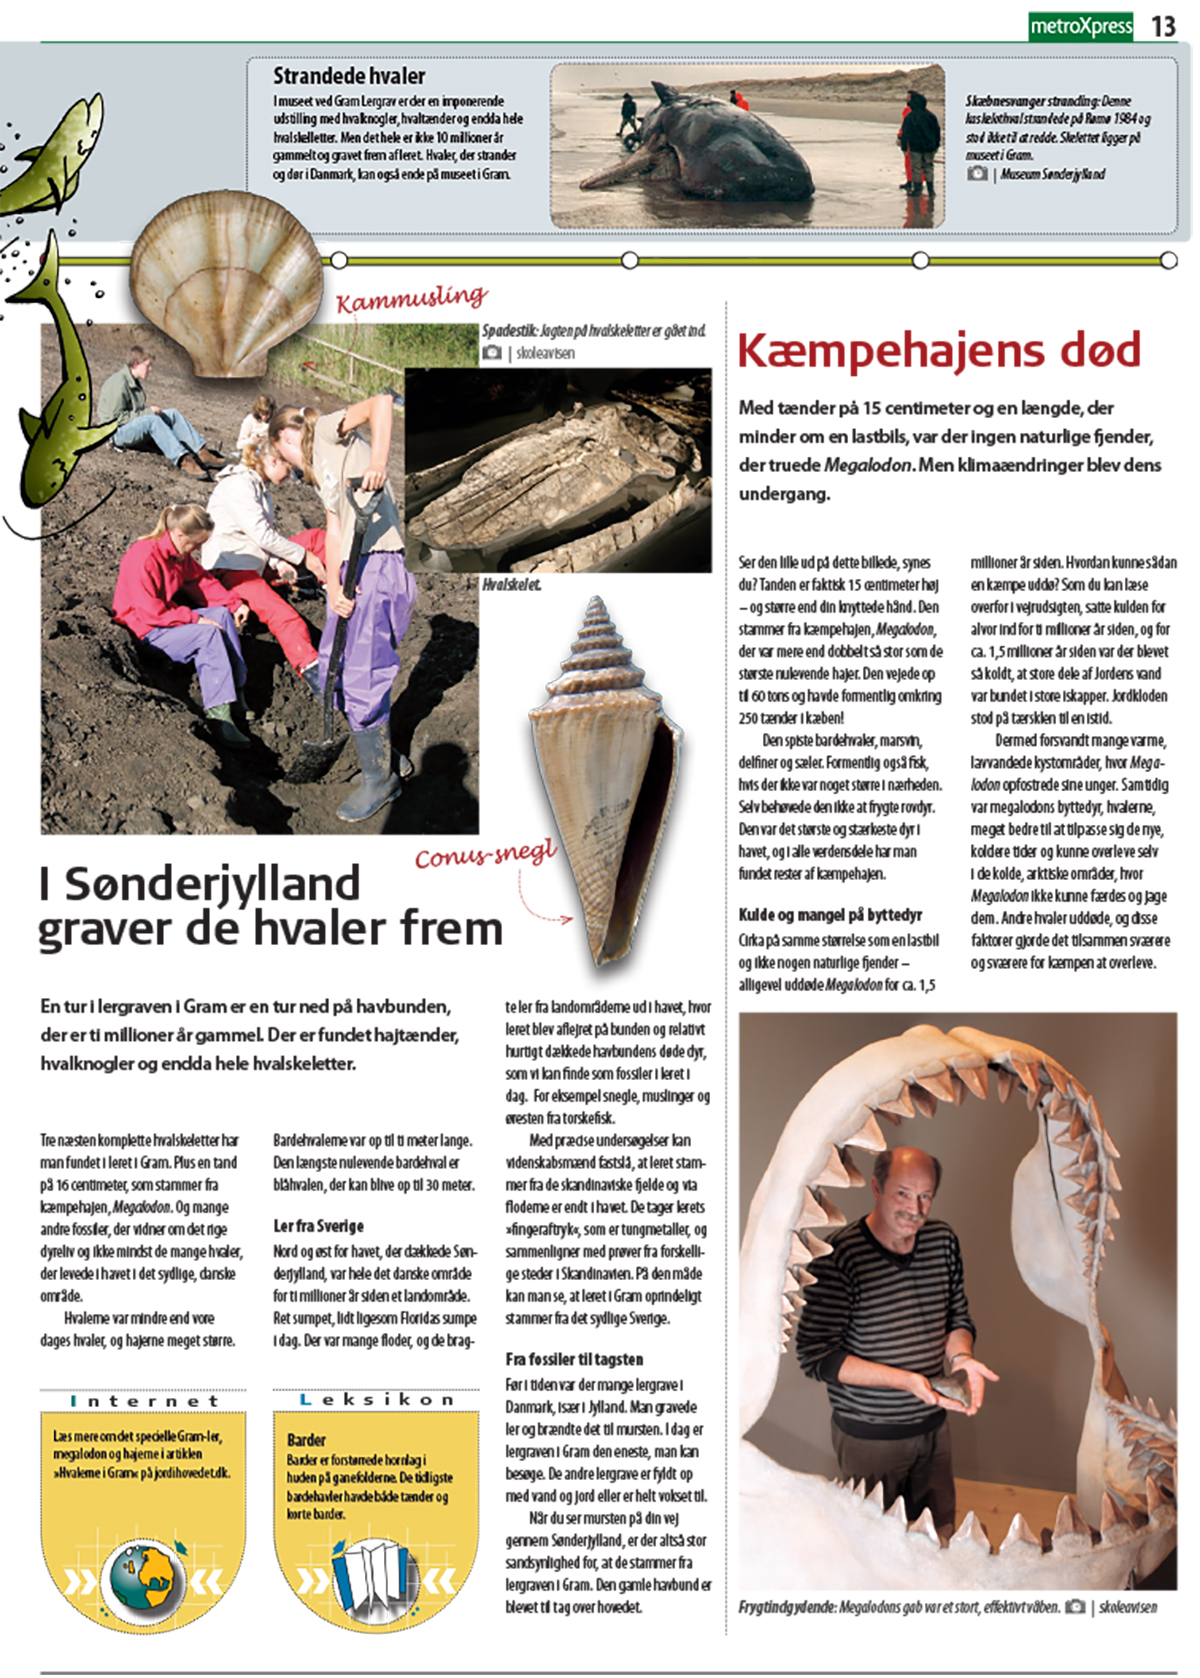 metroXpress 13
Strandede hvaler
I museet ved Gram Lergrav er der en imponerende
udstilling med hvalknogler, hvaltænder og endda hele
hvalskelletter. Men det hele er ikke 10 millioner år
gammelt og gravet frem af leret. Hvaler, der strander
og dør i Danmark, kan også ende på museet i Gram.
Skæbnesvanger stranding: Denne
kaskelothval strandede på Rømø 1984 og
stod ikke til at redde. Skelettet ligger på
museet i Gram.
| Museum Sønderjylland
Kammusling
Spadestik: Jagten på hvalskeletter er gået ind.
| skoleavisen
Hvalskelet.
Conus-snegl
I Sønderjylland
graver de hvaler frem
En tur i lergraven i Gram er en tur ned på havbunden,
der er ti millioner år gammel. Der er fundet hajtænder,
hvalknogler og endda hele hvalskeletter.
Tre næsten komplette hvalskeletter har
man fundet i leret i Gram. Plus en tand
på 16 centimeter, som stammer fra
kæmpehajen, Megalodon. Og mange
andre fossiler, der vidner om det rige
dyreliv og ikke mindst de mange hvaler,
der levede i havet i det sydlige, danske
område.
Hvalerne var mindre end vore
dages hvaler, og hajerne meget større.
Bardehvalerne var op til ti meter lange.
Den længste nulevende bardehval er
blåhvalen, der kan blive op til 30 meter.
Ler fra Sverige
Nord og øst for havet, der dækkede Søn-
derjylland, var hele det danske område
for ti millioner år siden et landområde.
Ret sumpet, lidt ligesom Floridas sumpe
i dag. Der var mange floder, og de brag-
te ler fra landområderne ud i havet, hvor
leret blev aflejret på bunden og relativt
hurtigt dækkede havbundens døde dyr,
som vi kan finde som fossiler i leret i
dag. For eksempel snegle, muslinger og
øresten fra torskefisk.
Med præcise undersøgelser kan
videnskabsmænd fastslå, at leret stam-
mer fra de skandinaviske fjelde og via
floderne er endt i havet. De tager lerets
»fingeraftryk«, som er tungmetaller, og
sammenligner med prøver fra forskelli-
ge steder i Skandinavien. På den måde
kan man se, at leret i Gram oprindeligt
stammer fra det sydlige Sverige.
Fra fossiler til tagsten
Før i tiden var der mange lergrave i
Danmark, især i Jylland. Man gravede
ler og brændte det til mursten. I dag er
lergraven i Gram den eneste, man kan
besøge. De andre lergrave er fyldt op
med vand og jord eller er helt vokset til.
Når du ser mursten på din vej
gennem Sønderjylland, er der altså stor
sandsynlighed for, at de stammer fra
lergraven i Gram. Den gamle havbund er
blevet til tag over hovedet.
Internet
Læs mere om det specielle Gram-ler,
megalodon og hajerne i artiklen
»Hvalerne i Gram« på jordihovedet.dk.
Leksikon
Barder
Barder er forstørrede hornlag i
huden på ganefolderne. De tidligste
bardehavler havde både tænder og
korte barder.
Kæmpehajens død
Med tænder på 15 centimeter og en længde, der
minder om en lastbils, var der ingen naturlige fjender,
der truede Megalodon. Men klimaændringer blev dens
undergang.
Ser den lille ud på dette billede, synes
du? Tanden er faktisk 15 centimeter høj
– og større end din knyttede hånd. Den
stammer fra kæmpehajen, Megalodon,
der var mere end dobbelt så stor som de
største nulevende hajer. Den vejede op
til 60 tons og havde formentlig omkring
250 tænder i kæben!
Den spiste bardehvaler, marsvin,
delfiner og sæler. Formentlig også fisk,
hvis der ikke var noget større i nærheden.
Selv behøvede den ikke at frygte rovdyr.
Den var det største og stærkeste dyr i
havet, og i alle verdensdele har man
fundet rester af kæmpehajen.
Kulde og mangel på byttedyr
Cirka på samme størrelse som en lastbil
og ikke nogen naturlige fjender –
alligevel uddøde Megalodon for ca. 1,5
millioner år siden. Hvordan kunne sådan
en kæmpe uddø? Som du kan læse
overfor i vejrudsigten, satte kulden for
alvor ind for ti millioner år siden, og for
ca. 1,5 millioner år siden var der blevet
så koldt, at store dele af Jordens vand
var bundet i store iskapper. Jordkloden
stod på tærsklen til en istid.
Dermed forsvandt mange varme,
lavvandede kystområder, hvor Mega-
lodon opfostrede sine unger. Samtidig
var megalodons byttedyr, hvalerne,
meget bedre til at tilpasse sig de nye,
koldere tider og kunne overleve selv
i de kolde, arktiske områder, hvor
Megalodon ikke kunne færdes og jage
dem. Andre hvaler uddøde, og disse
faktorer gjorde det tilsammen sværere
og sværere for kæmpen at overleve.
Frygtindgydende: Megalodons gab var et stort, effektivt våben. | skoleavisen